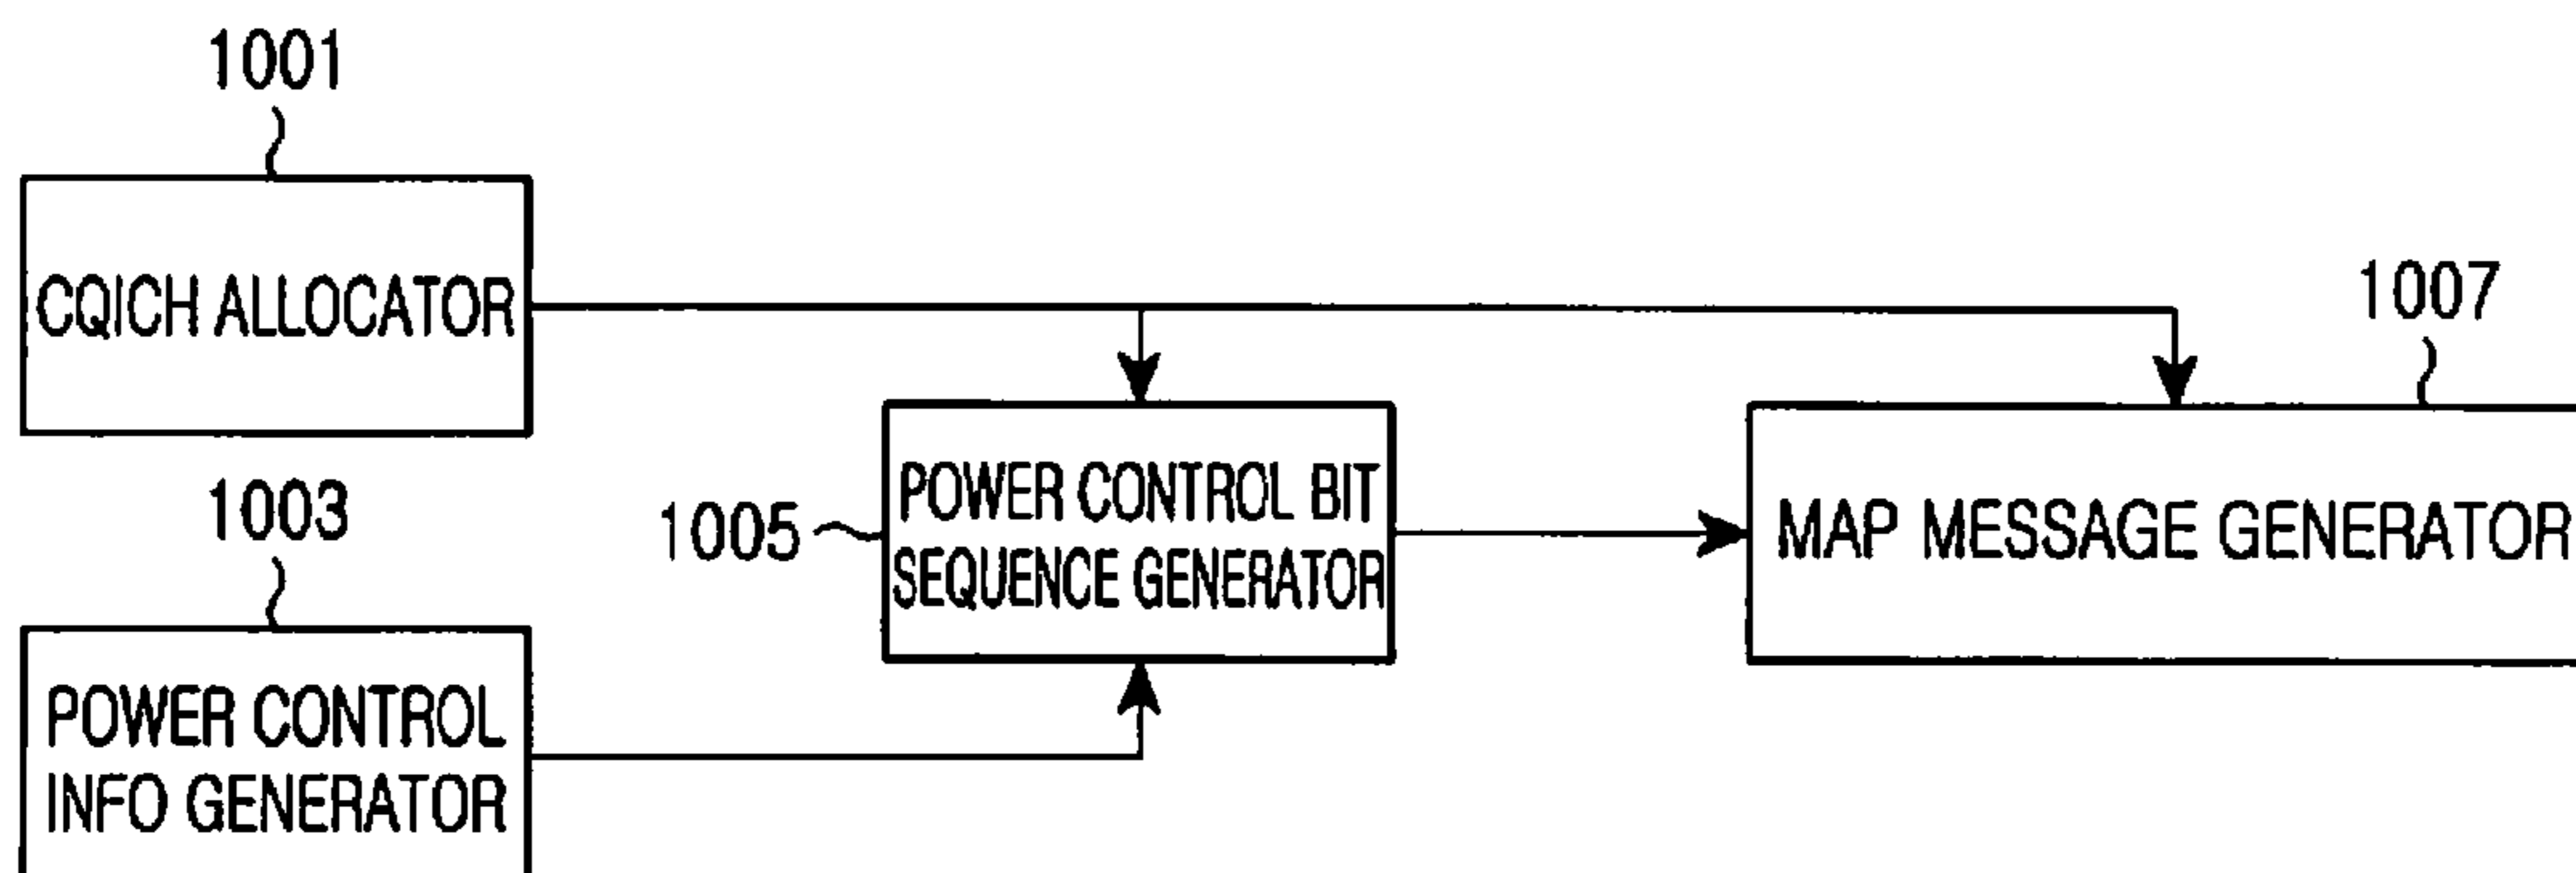 1001
CQICH ALLOCATOR
1007
1003
1005
POWER CONTROL BIT
SEQUENCE GENERATOR
MAP MESSAGE GENERATOR
POWER CONTROL
INFO GENERATOR